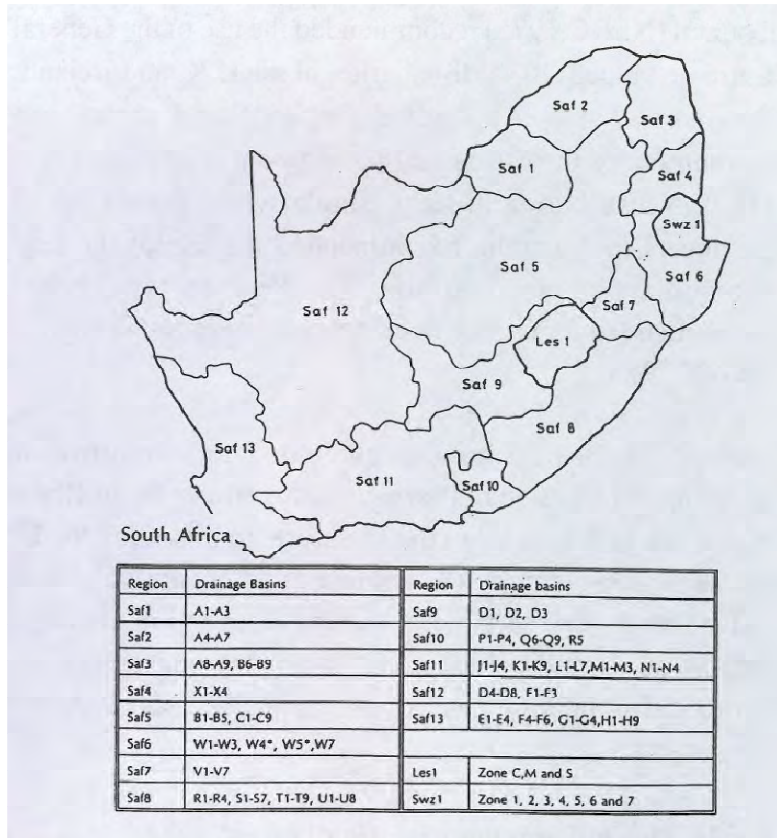 Saf 2
Saf 3
Saf 1
Saf 4
Swz 1
Saf 5
Saf 6
Saf 12
Saf 7
Les 1
Saf 9
Saf 8
Saf 13
Saf 11
Saf 10
South Africa
Region Drainage Basins Region Drainage basins
Saf1 A1-A3 Saf9 D1, D2, D3
Saf2 A4-A7 Saf10 P1-P4, Q6-Q9, R5
Saf3 A8-A9, B6-B9 Saf11 J1-J4, K1-K9, L1-L7,M1-M3, N1-N4
Saf4 X1-X4 Saf12 D4-D8, F1-F3
Saf5 B1-B5, C1-C9 Saf13 E1-E4, F4-F6, G1-G4,H1-H9
Saf6 W1-W3, W4*, W5*,W7
Saf7 V1-V7 Les1 Zone C,M and S
Saf8 R1-R4, S1-S7, T1-T9, U1-U8 Swz1 Zone 1, 2, 3, 4, 5, 6 and 7